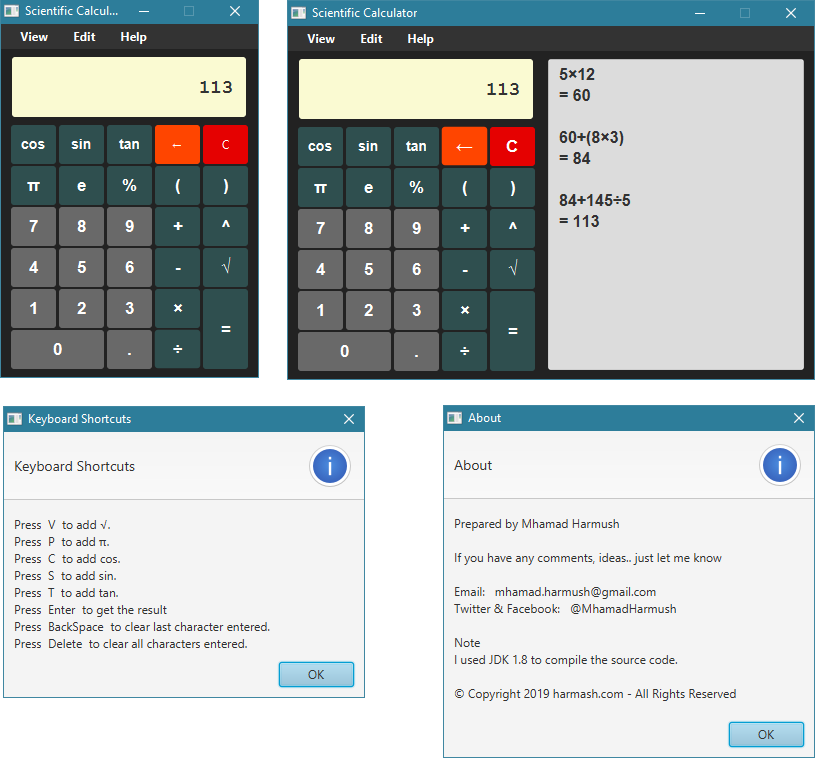 Scientific Calcul...
View Edit Help
113
cos sin tan ← C
π e % ( )
7 8 9 + ^
4 5 6 - √
1 2 3 × =
0 . ÷
Scientific Calculator
View Edit Help
113
cos sin tan ← C
π e % ( )
7 8 9 + ^
4 5 6 - √
1 2 3 × =
0 . ÷
5×12
= 60
60+(8×3)
= 84
84+145÷5
= 113
Keyboard Shortcuts
Keyboard Shortcuts
i
Press V to add √.
Press P to add π.
Press C to add cos.
Press S to add sin.
Press T to add tan.
Press Enter to get the result
Press BackSpace to clear last character entered.
Press Delete to clear all characters entered.
OK
About
About
i
Prepared by Mhamad Harmush
If you have any comments, ideas.. just let me know
Email: mhamad.harmush@gmail.com
Twitter & Facebook: @MhamadHarmush
Note
I used JDK 1.8 to compile the source code.
© Copyright 2019 harmash.com - All Rights Reserved
OK